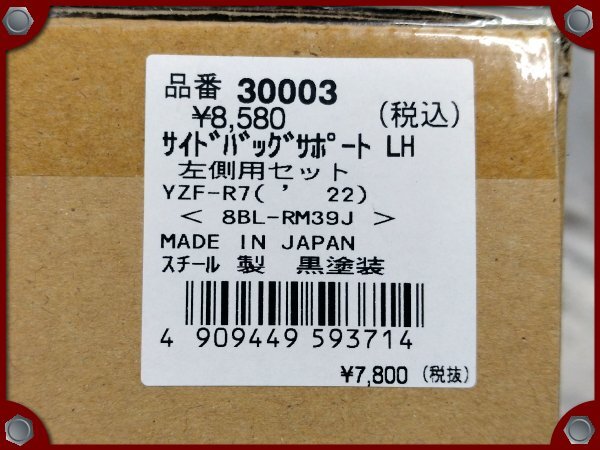 品番 30003
¥8,580 (税込)
ｻｲﾄﾞﾊﾞｯｸﾞｻﾎﾟｰﾄ LH
左側用セット
YZF-R7( ’ 22)
< 8BL-RM39J >
MADE IN JAPAN
ｽﾁｰﾙ 製 黒塗装
4 909449 593714
¥7,800 (税抜)